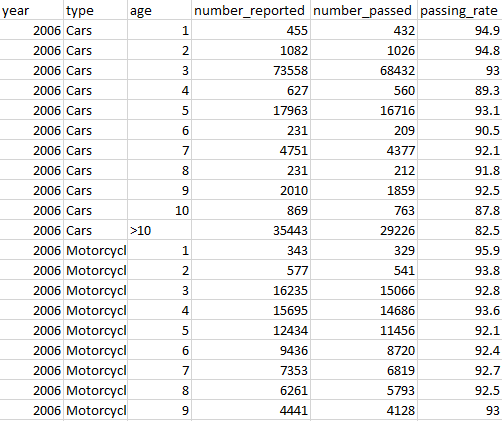 year type age number_reported number_passed passing_rate
2006 Cars 1 455 432 94.9
2006 Cars 2 1082 1026 94.8
2006 Cars 3 73558 68432 93
2006 Cars 4 627 560 89.3
2006 Cars 5 17963 16716 93.1
2006 Cars 6 231 209 90.5
2006 Cars 7 4751 4377 92.1
2006 Cars 8 231 212 91.8
2006 Cars 9 2010 1859 92.5
2006 Cars 10 869 763 87.8
2006 Cars >10 35443 29226 82.5
2006 Motorcycl 1 343 329 95.9
2006 Motorcycl 2 577 541 93.8
2006 Motorcycl 3 16235 15066 92.8
2006 Motorcycl 4 15695 14686 93.6
2006 Motorcycl 5 12434 11456 92.1
2006 Motorcycl 6 9436 8720 92.4
2006 Motorcycl 7 7353 6819 92.7
2006 Motorcycl 8 6261 5793 92.5
2006 Motorcycl 9 4441 4128 93